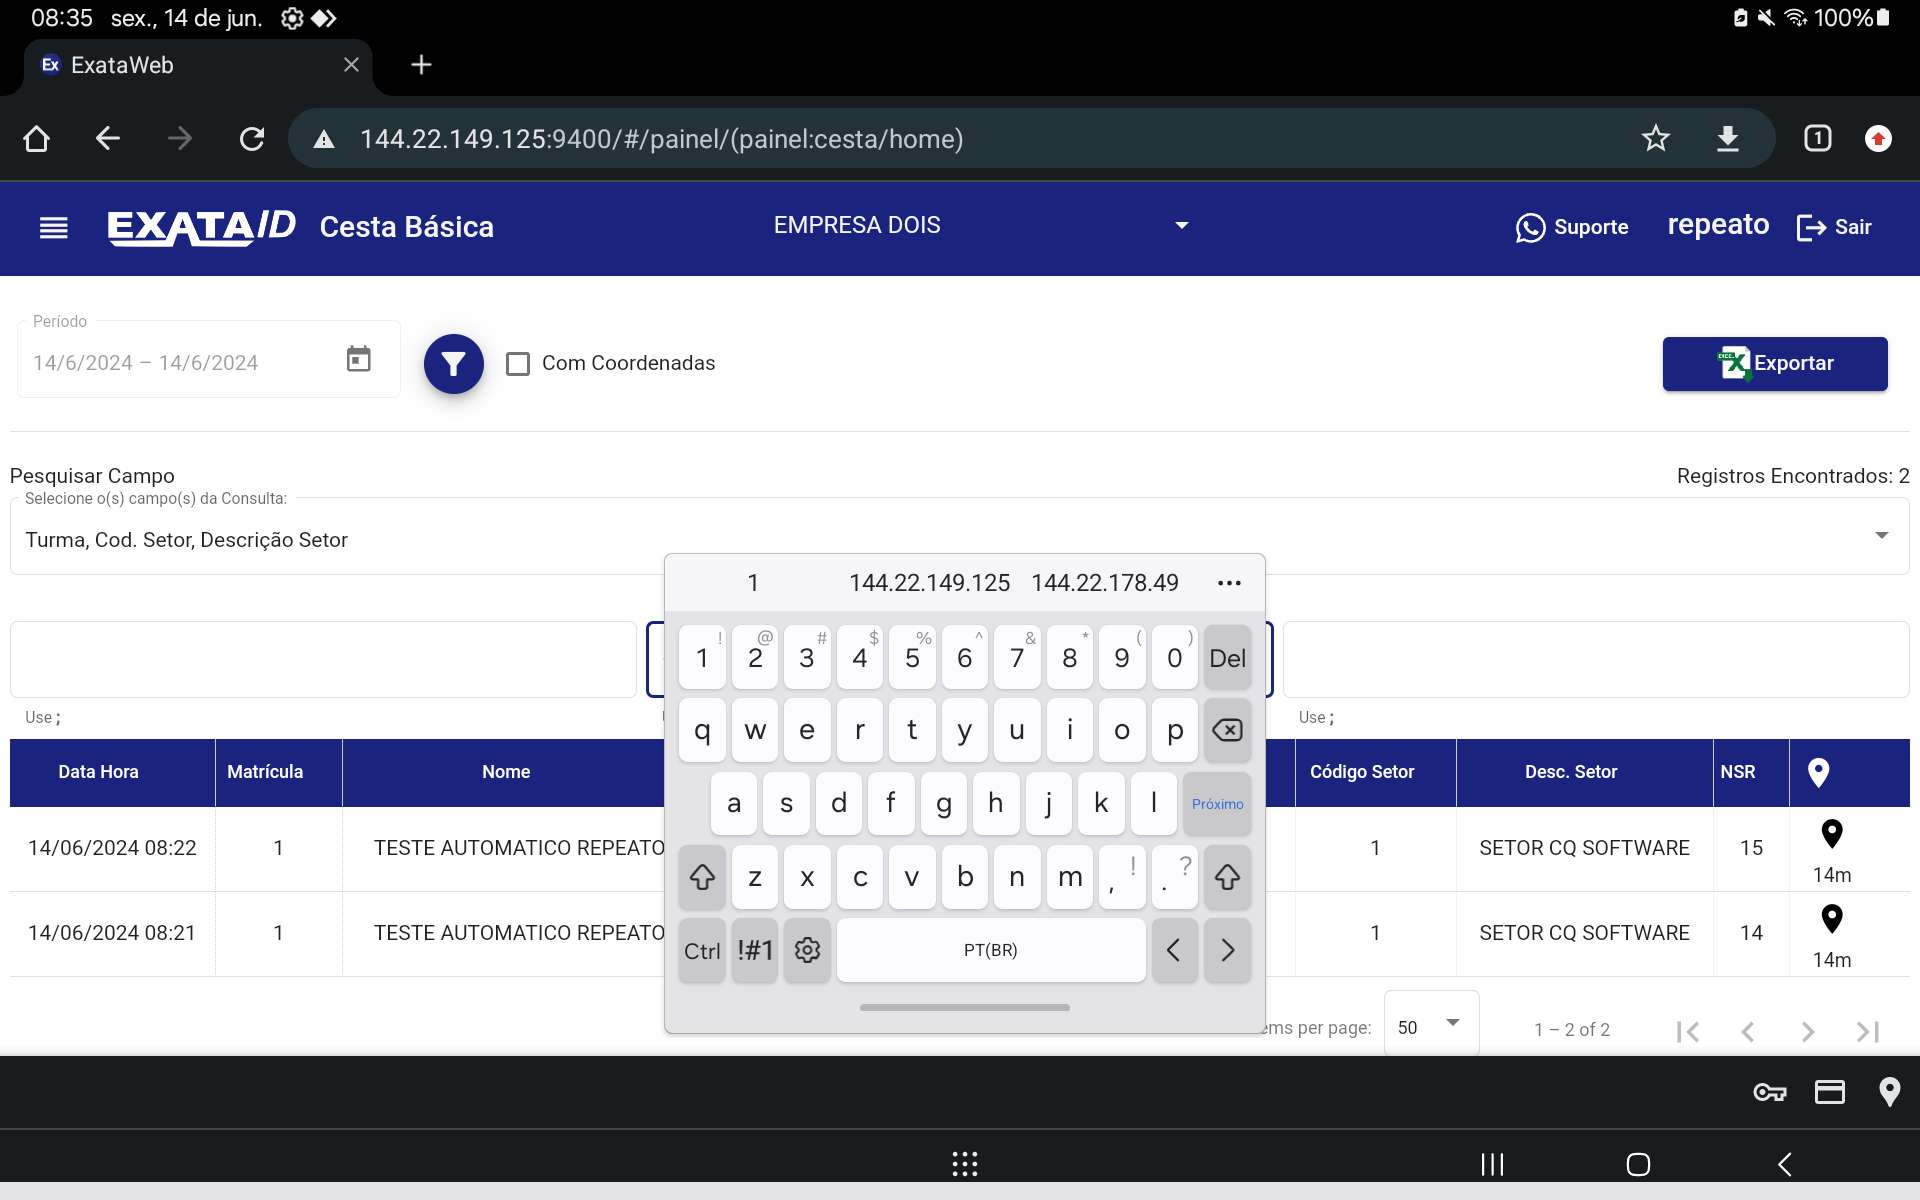 08:35 sex., 14 de jun. 100%
Ex ExataWeb
144.22.149.125:9400/#/painel/(painel:cesta/home) 1
EXATAID Cesta Básica EMPRESA DOIS Suporte repeato Sair
Período
14/6/2024 – 14/6/2024 Com Coordenadas Exportar
Pesquisar Campo Registros Encontrados: 2
Selecione o(s) campo(s) da Consulta:
Turma, Cod. Setor, Descrição Setor
1 144.22.149.125 144.22.178.49 •••
! @ # $ % ^ & * ( )
1 2 3 4 5 6 7 8 9 0 Del
q w e r t y u i o p
a s d f g h j k l Próximo
z x c v b n m , ! . ?
Ctrl !#1 PT(BR) < >
Use ; Use ;
Data Hora Matrícula Nome Código Setor Desc. Setor NSR
14/06/2024 08:22 1 TESTE AUTOMATICO REPEATO 1 SETOR CQ SOFTWARE 15 14m
14/06/2024 08:21 1 TESTE AUTOMATICO REPEATO 1 SETOR CQ SOFTWARE 14 14m
ems per page: 50 1 – 2 of 2